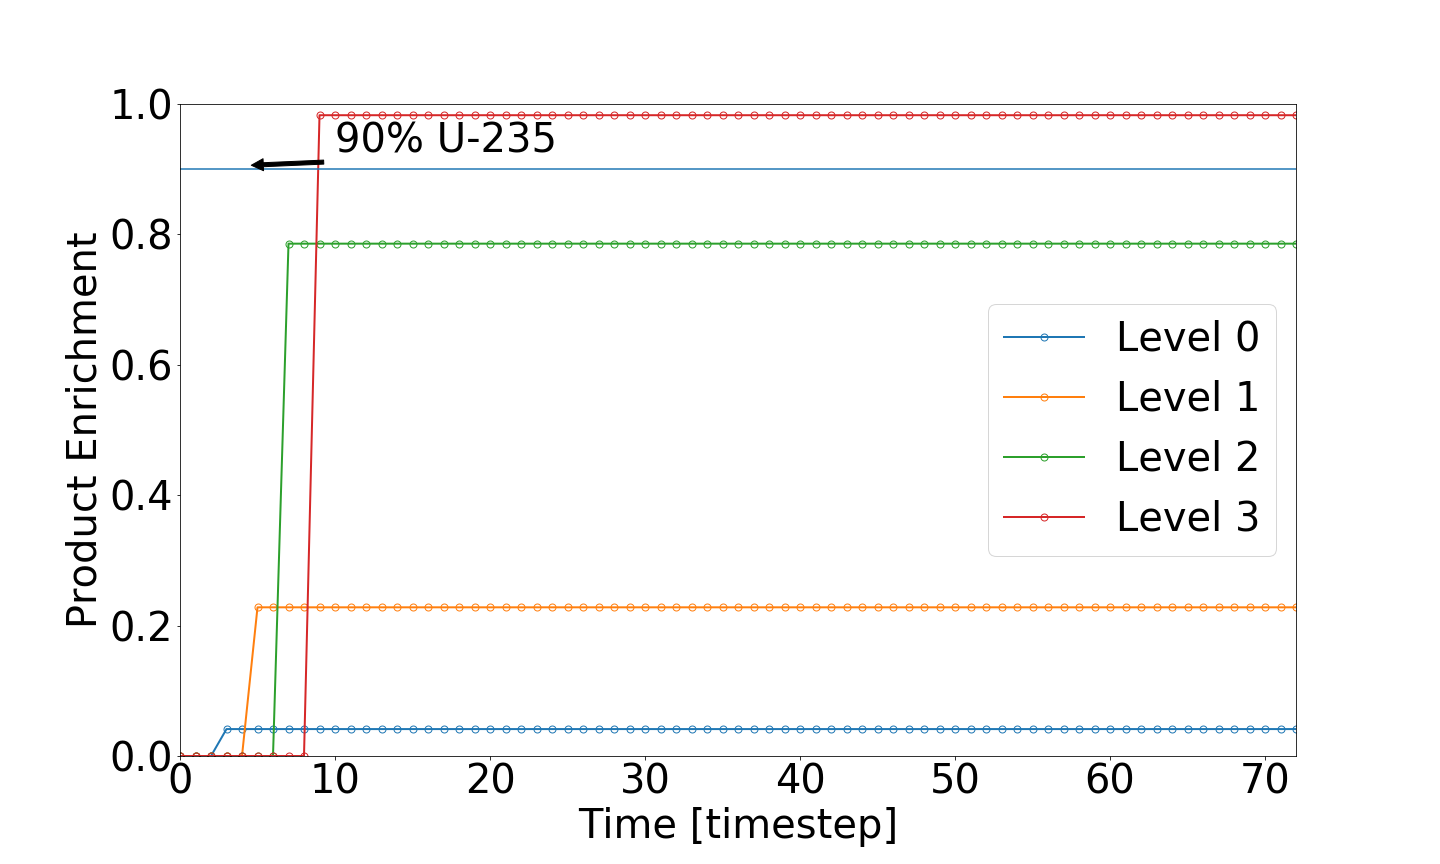 1.0
90% U-235
0.8
0.6
0.4
0.2
0.0
Product Enrichment
Level 0
Level 1
Level 2
Level 3
0 10 20 30 40 50 60 70
Time [timestep]